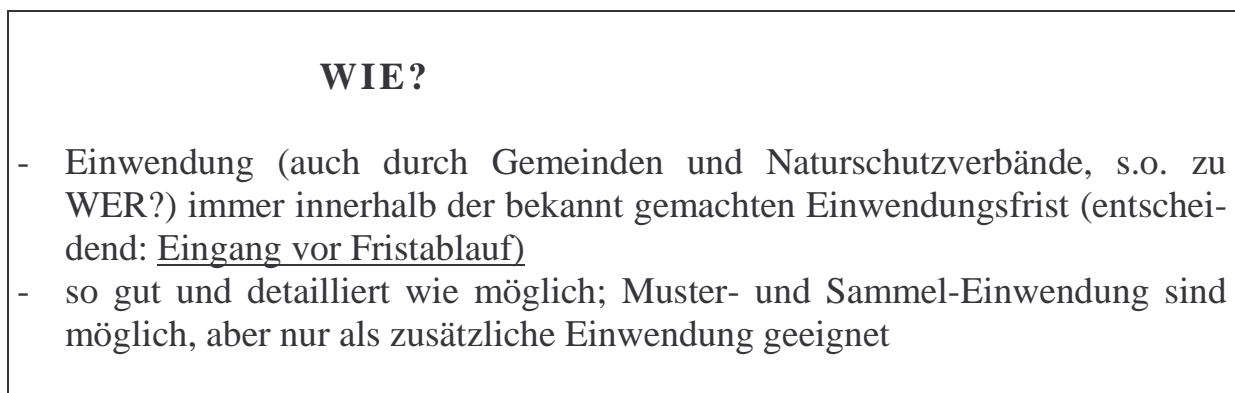 WIE?
- Einwendung (auch durch Gemeinden und Naturschutzverbände, s.o. zu
WER?) immer innerhalb der bekannt gemachten Einwendungsfrist (entschei-
dend: Eingang vor Fristablauf)
- so gut und detailliert wie möglich; Muster- und Sammel-Einwendung sind
möglich, aber nur als zusätzliche Einwendung geeignet